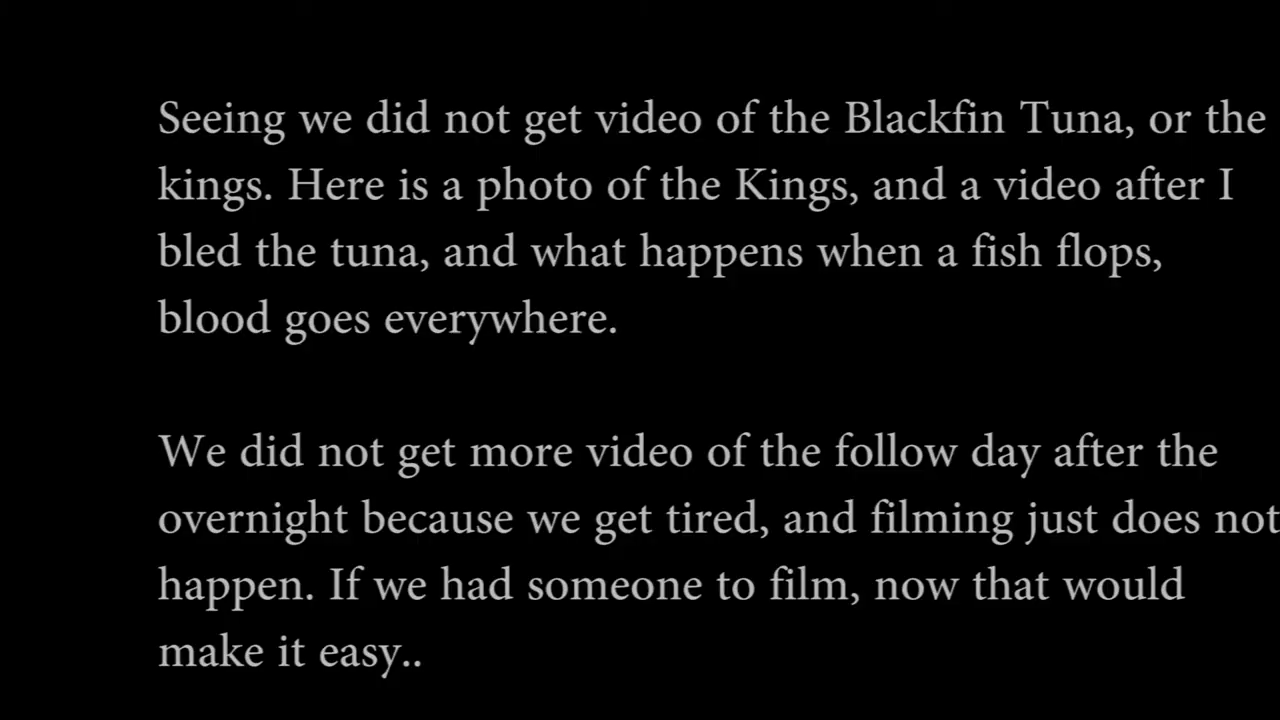 Seeing we did not get video of the Blackfin Tuna, or the
kings. Here is a photo of the Kings, and a video after I
bled the tuna, and what happens when a fish flops,
blood goes everywhere.
We did not get more video of the follow day after the
overnight because we get tired, and filming just does not
happen. If we had someone to film, now that would
make it easy..